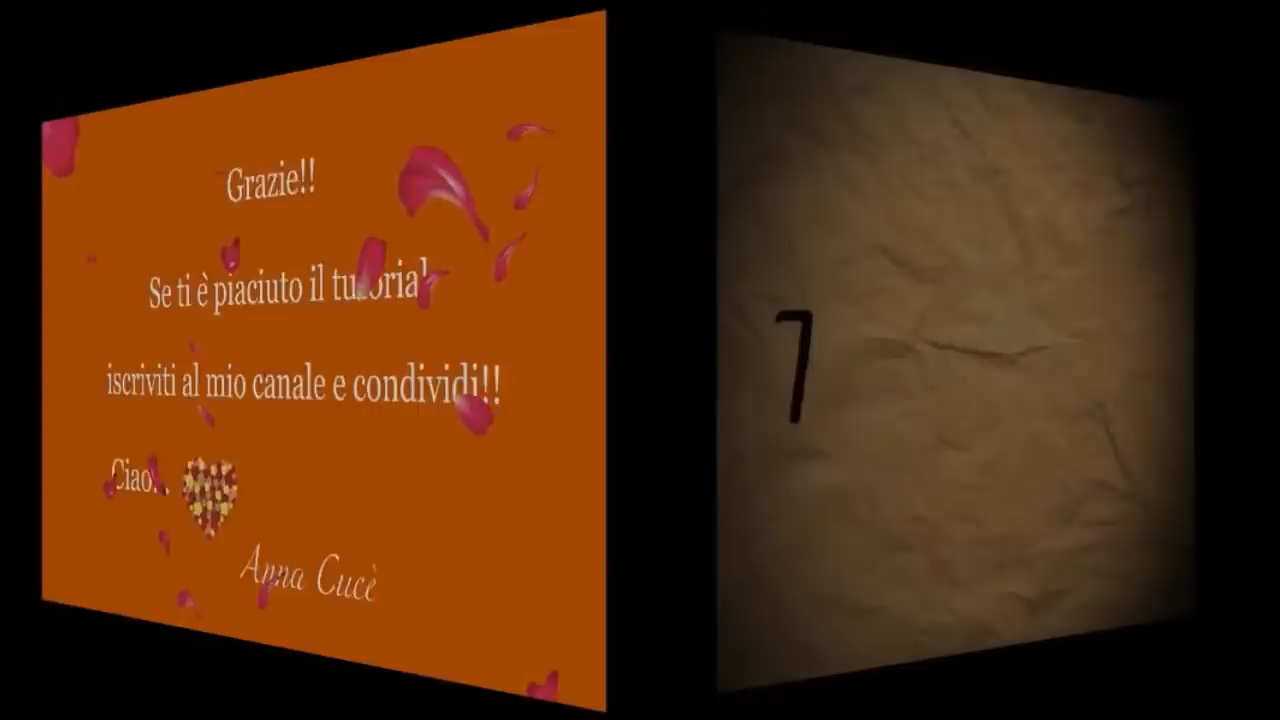 Grazie!!
Se ti è piaciuto il tutorial
iscriviti al mio canale e condividi!!
Ciao!.
Anna Cucè
7